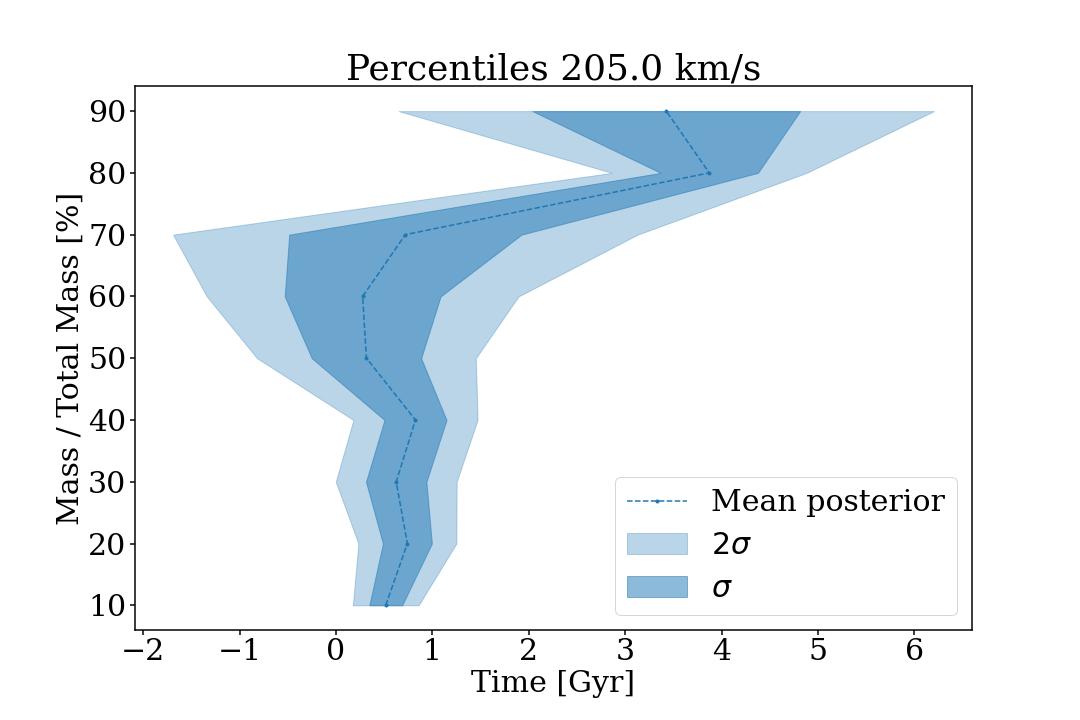 Percentiles 205.0 km/s
Mass / Total Mass [%]
90
80
70
60
50
40
30
20
10
Mean posterior
2σ
σ
−2 −1 0 1 2 3 4 5 6
Time [Gyr]